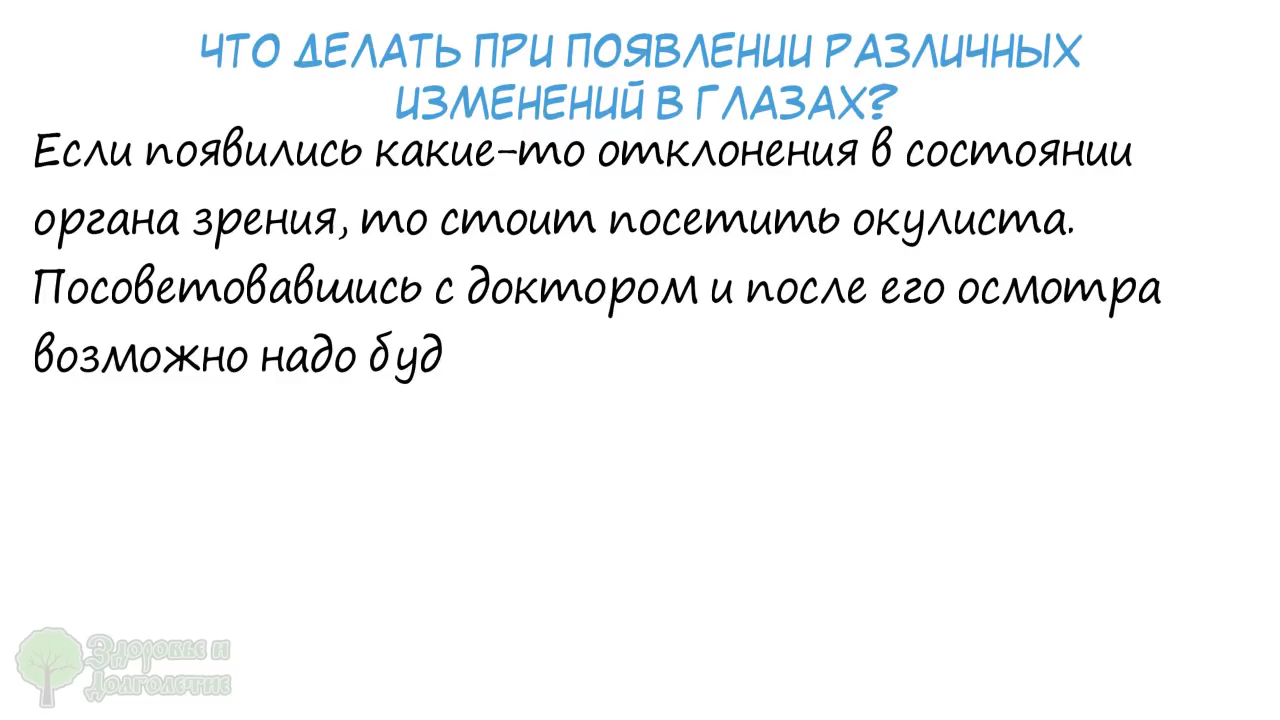 ЧТО ДЕЛАТЬ ПРИ ПОЯВЛЕНИИ РАЗЛИЧНЫХ
ИЗМЕНЕНИЙ В ГЛАЗАХ?
Если появились какие-то отклонения в состоянии
органа зрения, то стоит посетить окулиста.
Посоветовавшись с доктором и после его осмотра
возможно надо буд
Здоровье и
Долголетие